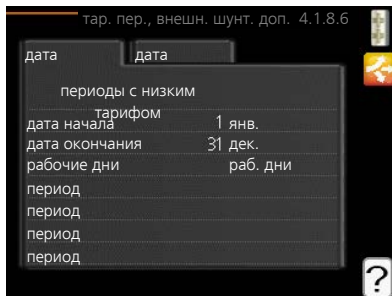 тар. пер., внешн. шунт. доп. 4.1.8.6
дата дата
периоды с низким
тарифом
дата начала 1 янв.
дата окончания 31 дек.
рабочие дни раб. дни
период
период
период
период
?